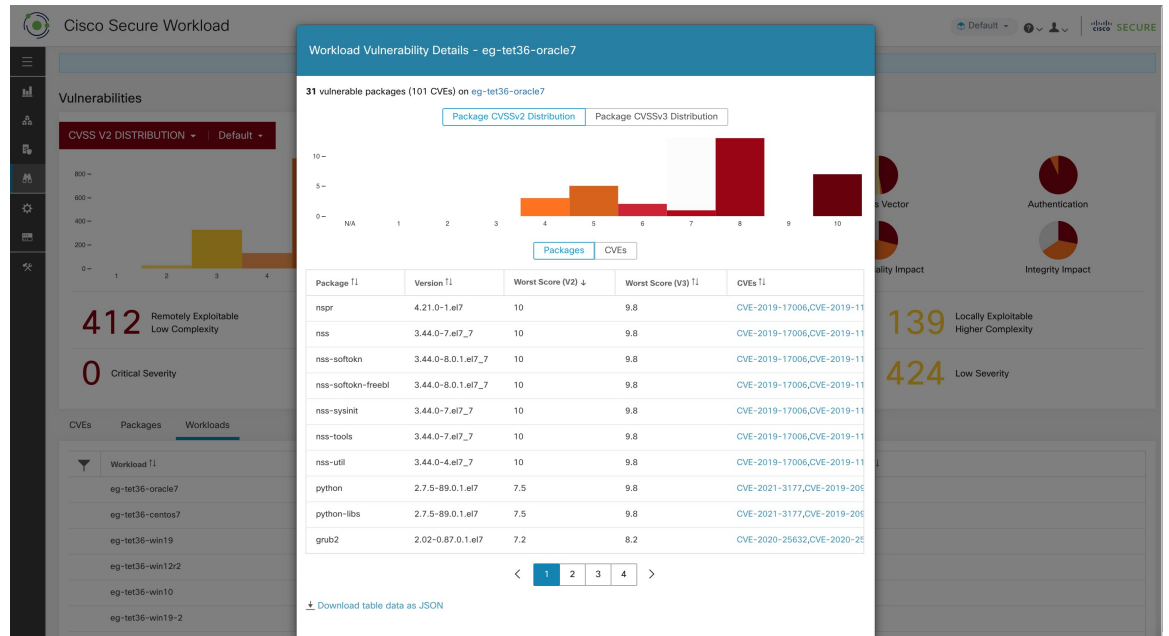 Cisco Secure Workload
Default
cisco SECURE
Vulnerabilities
CVSS V2 DISTRIBUTION
Default
800
600
400
200
0
1 2 3 4
412 Remotely Exploitable
Low Complexity
0 Critical Severity
s Vector
Authentication
ality Impact
Integrity Impact
139 Locally Exploitable
Higher Complexity
424 Low Severity
CVEs Packages Workloads
Workload ↑↓
eg-tet36-oracle7
eg-tet36-centos7
eg-tet36-win19
eg-tet36-win12r2
eg-tet36-win10
eg-tet36-win19-2
Workload Vulnerability Details - eg-tet36-oracle7
31 vulnerable packages (101 CVEs) on eg-tet36-oracle7
Package CVSSv2 Distribution Package CVSSv3 Distribution
10
5
0
N/A 1 2 3 4 5 6 7 8 9 10
Packages CVEs
Package ↑↓ Version ↑↓ Worst Score (V2) ↓ Worst Score (V3) ↑↓ CVEs ↑↓
nspr 4.21.0-1.el7 10 9.8 CVE-2019-17006,CVE-2019-11
nss 3.44.0-7.el7_7 10 9.8 CVE-2019-17006,CVE-2019-11
nss-softokn 3.44.0-8.0.1.el7_7 10 9.8 CVE-2019-17006,CVE-2019-11
nss-softokn-freebl 3.44.0-8.0.1.el7_7 10 9.8 CVE-2019-17006,CVE-2019-11
nss-sysinit 3.44.0-7.el7_7 10 9.8 CVE-2019-17006,CVE-2019-11
nss-tools 3.44.0-7.el7_7 10 9.8 CVE-2019-17006,CVE-2019-11
nss-util 3.44.0-4.el7_7 10 9.8 CVE-2019-17006,CVE-2019-11
python 2.7.5-89.0.1.el7 7.5 9.8 CVE-2021-3177,CVE-2019-209
python-libs 2.7.5-89.0.1.el7 7.5 9.8 CVE-2021-3177,CVE-2019-209
grub2 2.02-0.87.0.1.el7 7.2 8.2 CVE-2020-25632,CVE-2020-25
1 2 3 4
Download table data as JSON